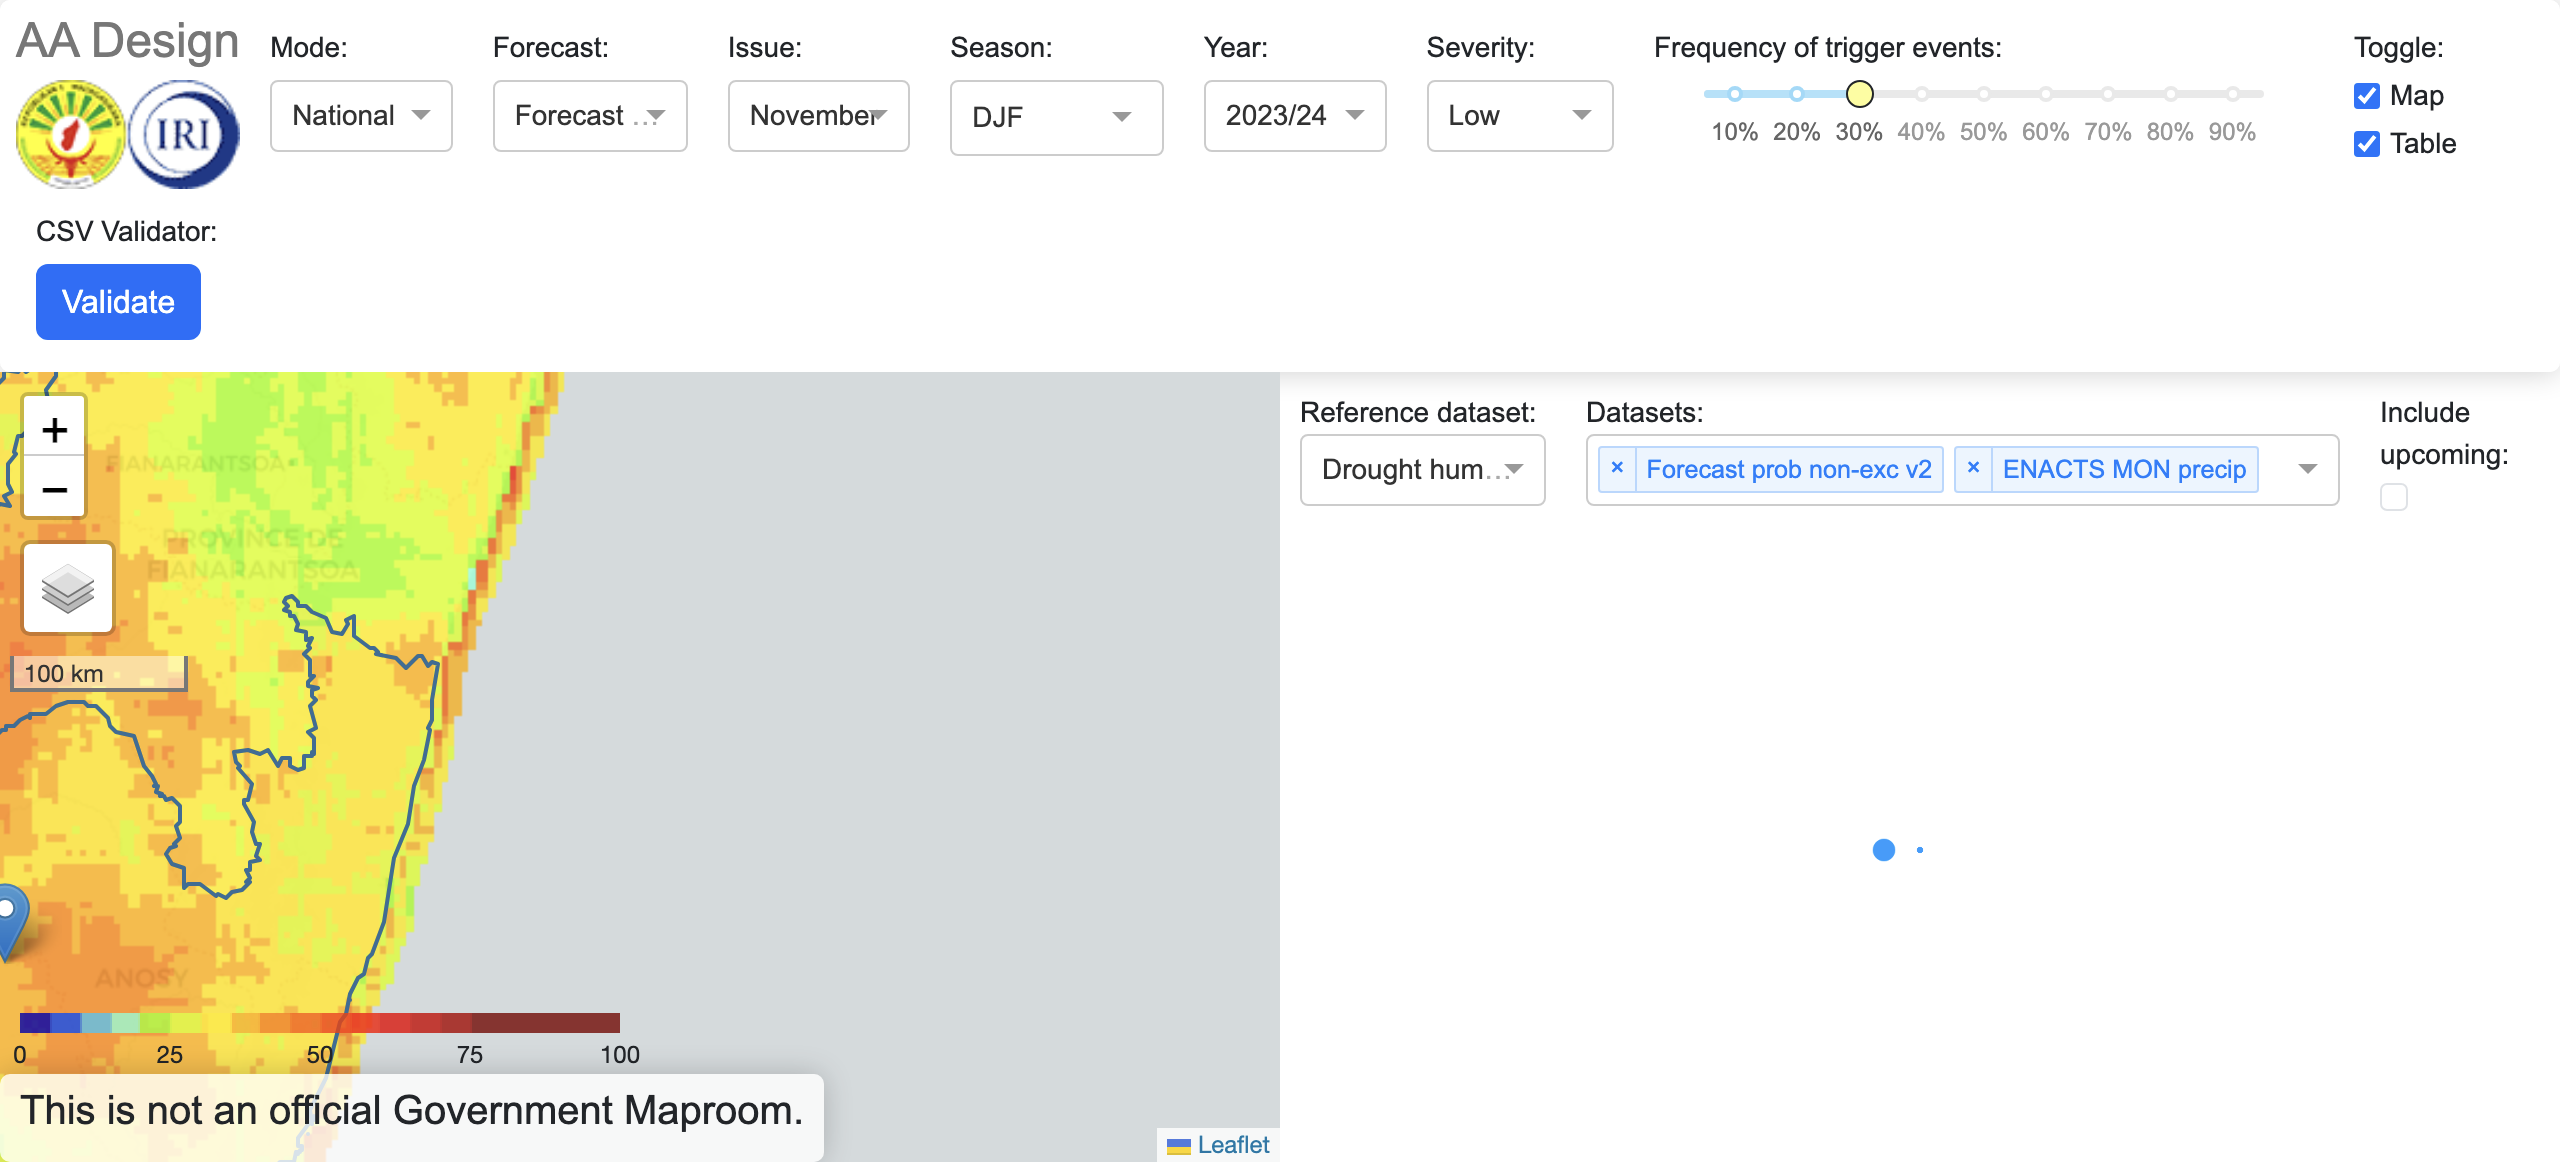 AA Design
IRI
Mode:
National
Forecast:
Forecast ...
Issue:
November
Season:
DJF
Year:
2023/24
Severity:
Low
Frequency of trigger events:
10% 20% 30% 40% 50% 60% 70% 80% 90%
Toggle:
Map
Table
CSV Validator:
Validate
+
−
FIANARANTSOA
PROVINCE DE
FIANARANTSOA
100 km
ANOSY
0 25 50 75 100
This is not an official Government Maproom.
Leaflet
Reference dataset:
Drought hum...
Datasets:
× Forecast prob non-exc v2 × ENACTS MON precip
Include
upcoming: